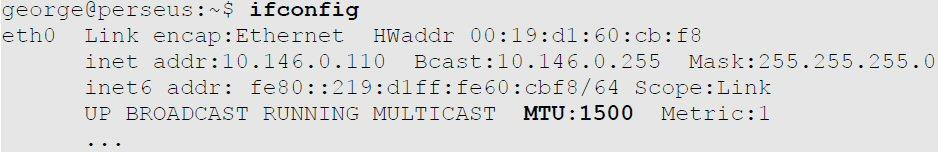 george@perseus:~$ ifconfig
eth0  Link encap:Ethernet  HWaddr 00:19:d1:60:cb:f8
      inet addr:10.146.0.110  Bcast:10.146.0.255  Mask:255.255.255.0
      inet6 addr: fe80::219:d1ff:fe60:cbf8/64 Scope:Link
      UP BROADCAST RUNNING MULTICAST  MTU:1500  Metric:1
      ...